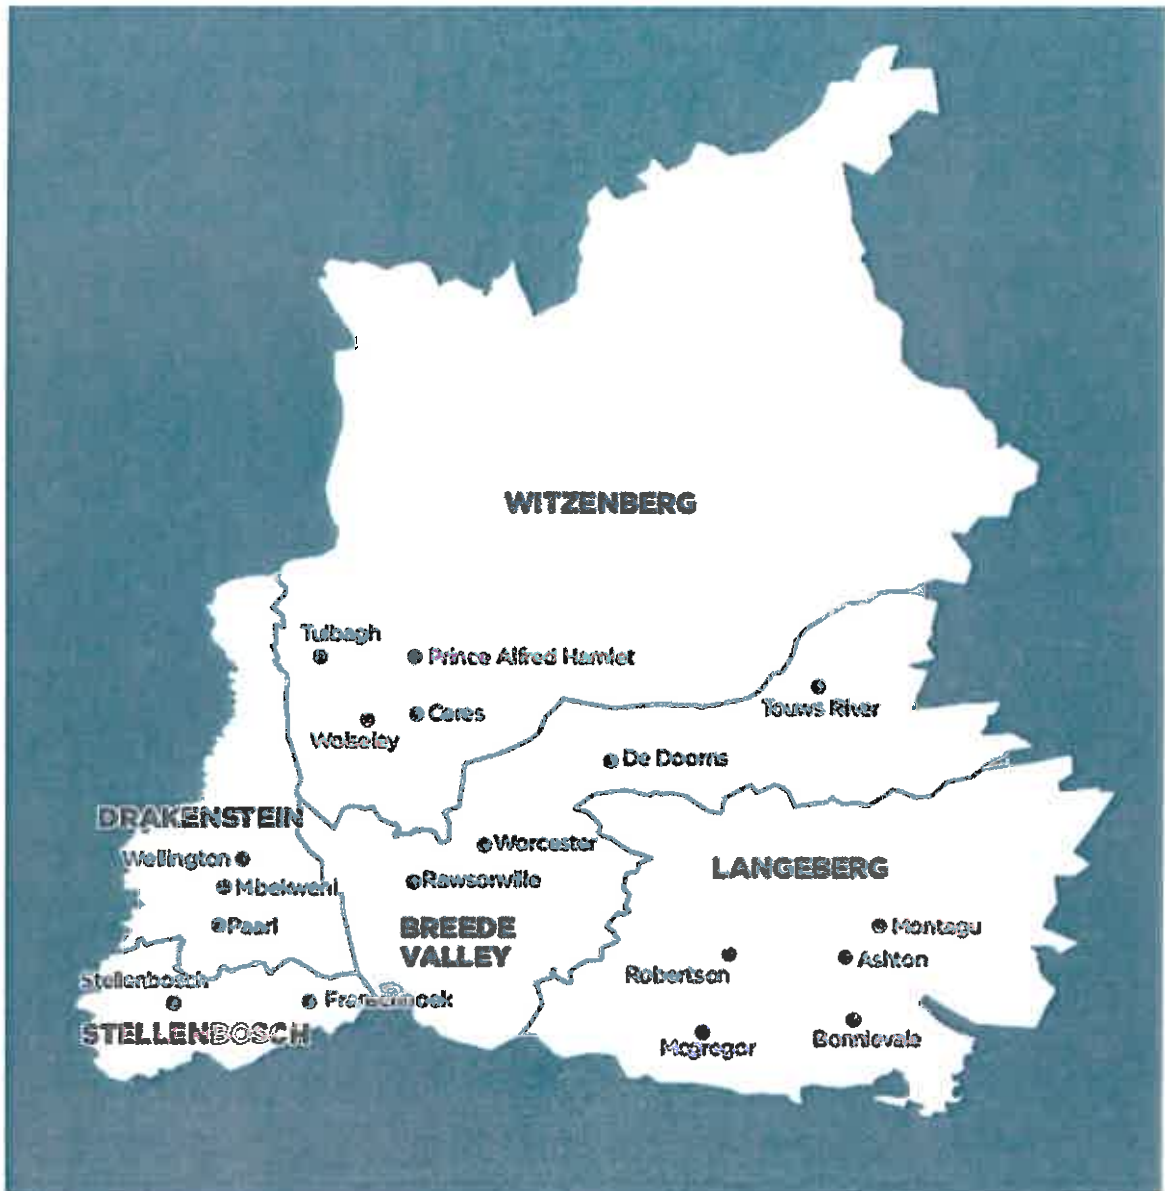 WITZENBERG
Tulbagh
Prince Alfred Hamlet
Ceres
Wolseley
Touws River
De Doorns
DRAKENSTEIN
Worcester
Wellington
LANGEBERG
Rawsonville
Mbekweni
Paarl
BREEDE
VALLEY
Montagu
Ashton
Robertson
Stellenbosch
Franschhoek
STELLENBOSCH
Bonnievale
Mcgregor